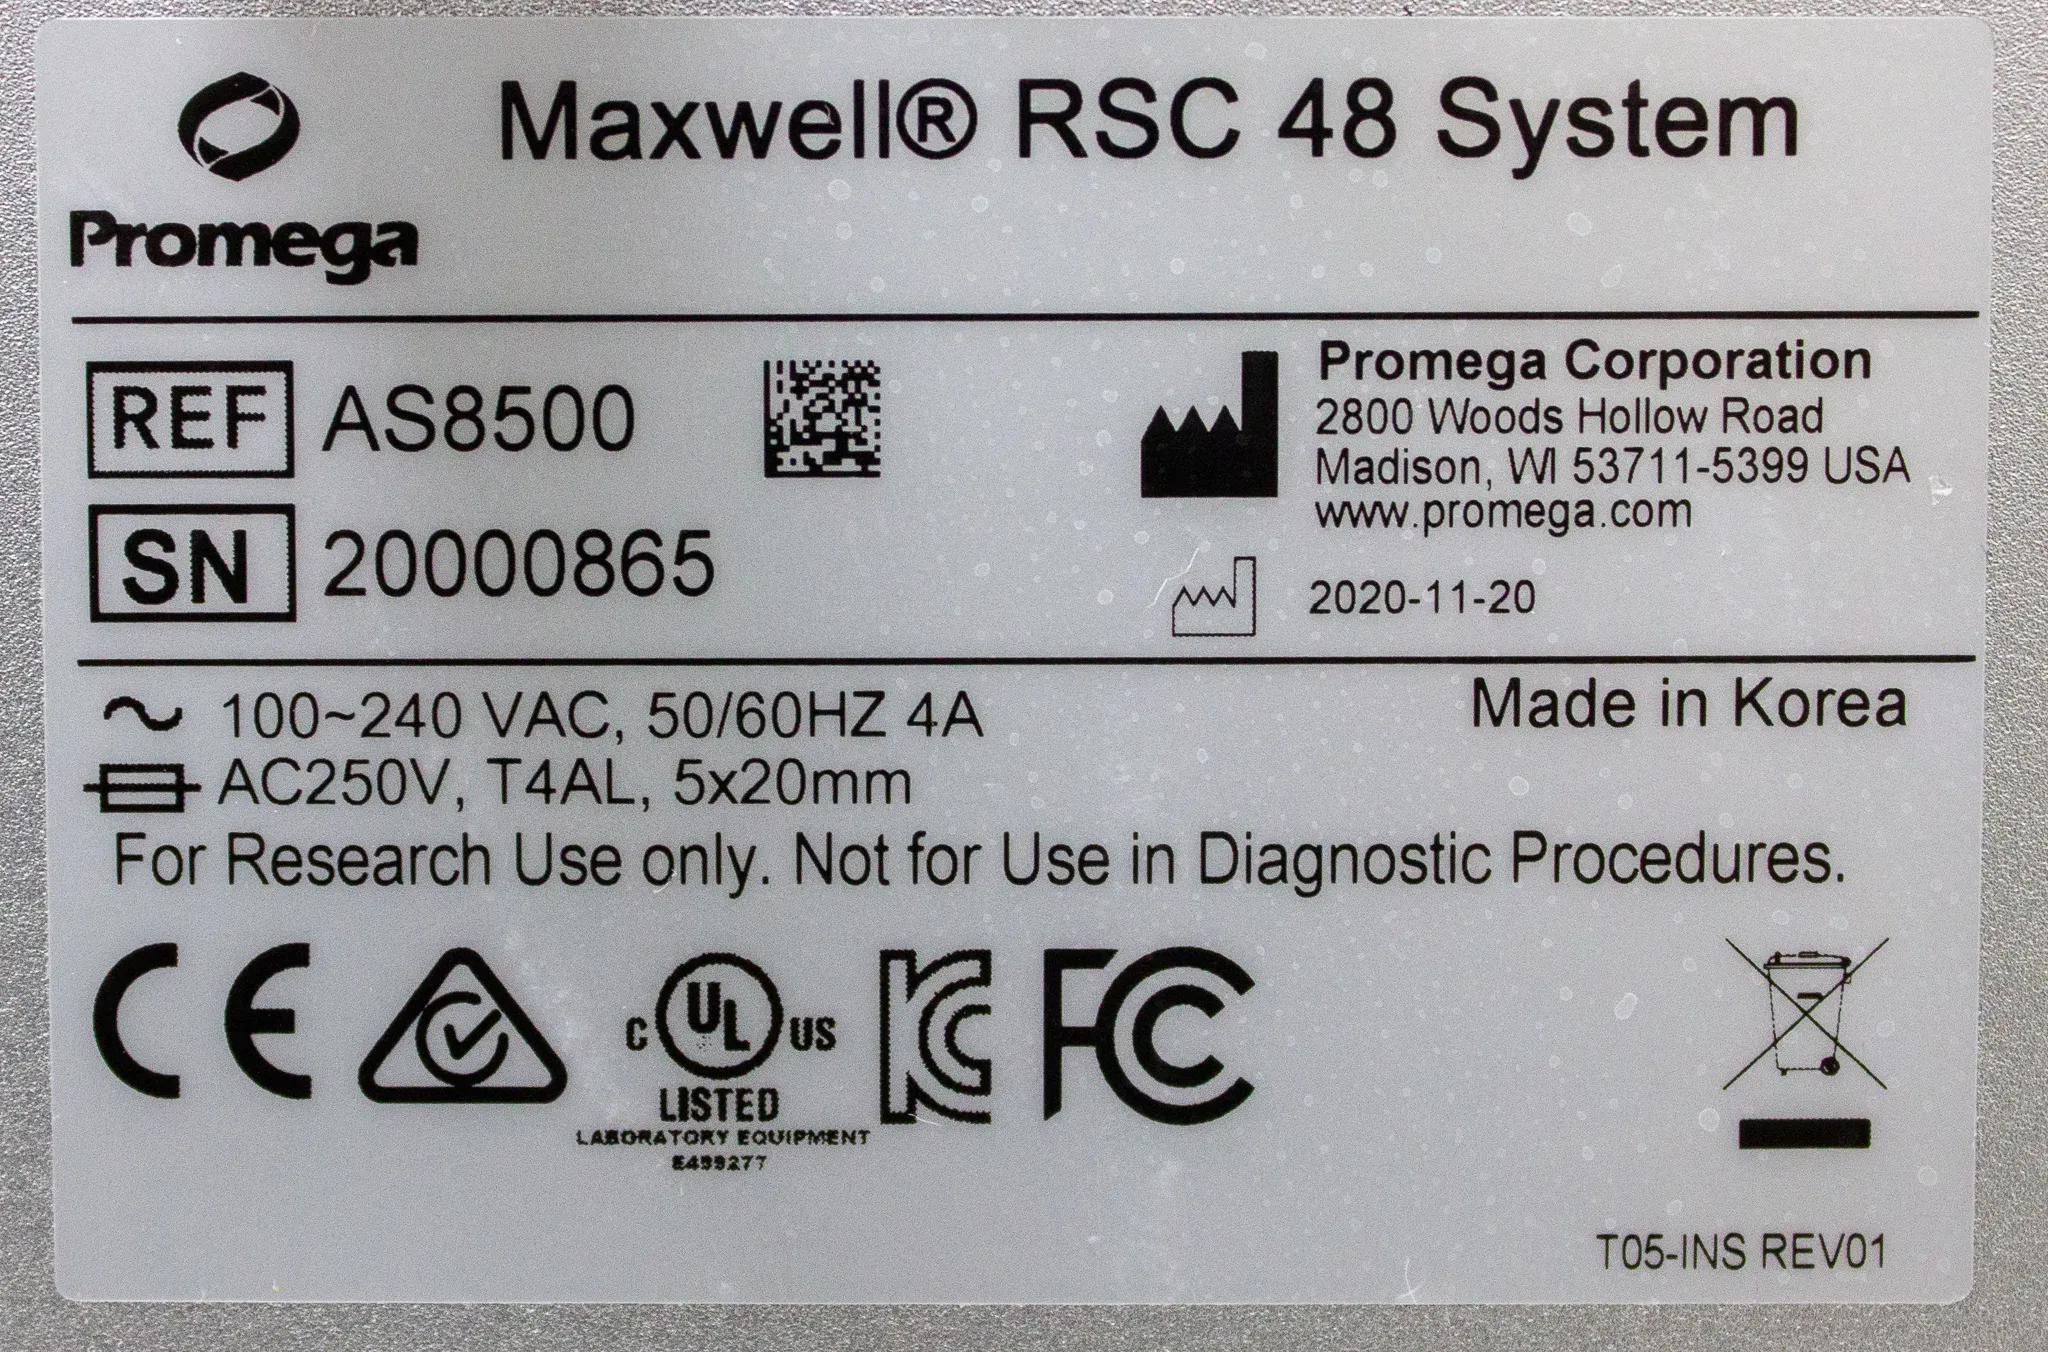 Maxwell® RSC 48 System
Promega
REF AS8500
SN 20000865
Promega Corporation
2800 Woods Hollow Road
Madison, WI 53711-5399 USA
www.promega.com
2020-11-20
100~240 VAC, 50/60HZ 4A
AC250V, T4AL, 5x20mm
Made in Korea
For Research Use only. Not for Use in Diagnostic Procedures.
CE
C UL US
LISTED
LABORATORY EQUIPMENT
E499277
KC
FC
T05-INS REV01